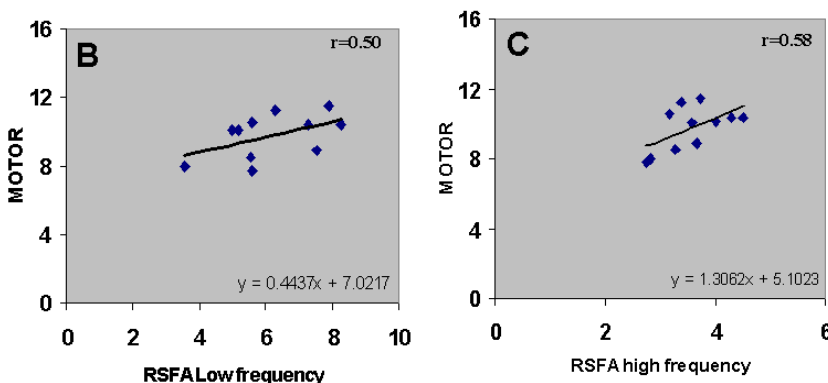 B
r=0.50
16
12
8
4
0
MOTOR
y = 0.4437x + 7.0217
0 2 4 6 8 10
RSFA Low frequency
C
r=0.58
16
12
8
4
0
MOTOR
y = 1.3062x + 5.1023
0 2 4 6
RSFA high frequency